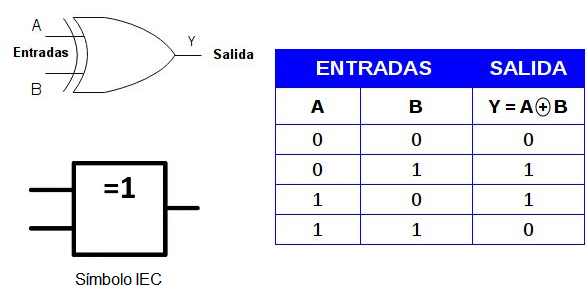 A
Entradas
B
Y
Salida
=1
Símbolo IEC
ENTRADAS SALIDA
A B Y = A⊕B
0 0 0
0 1 1
1 0 1
1 1 0